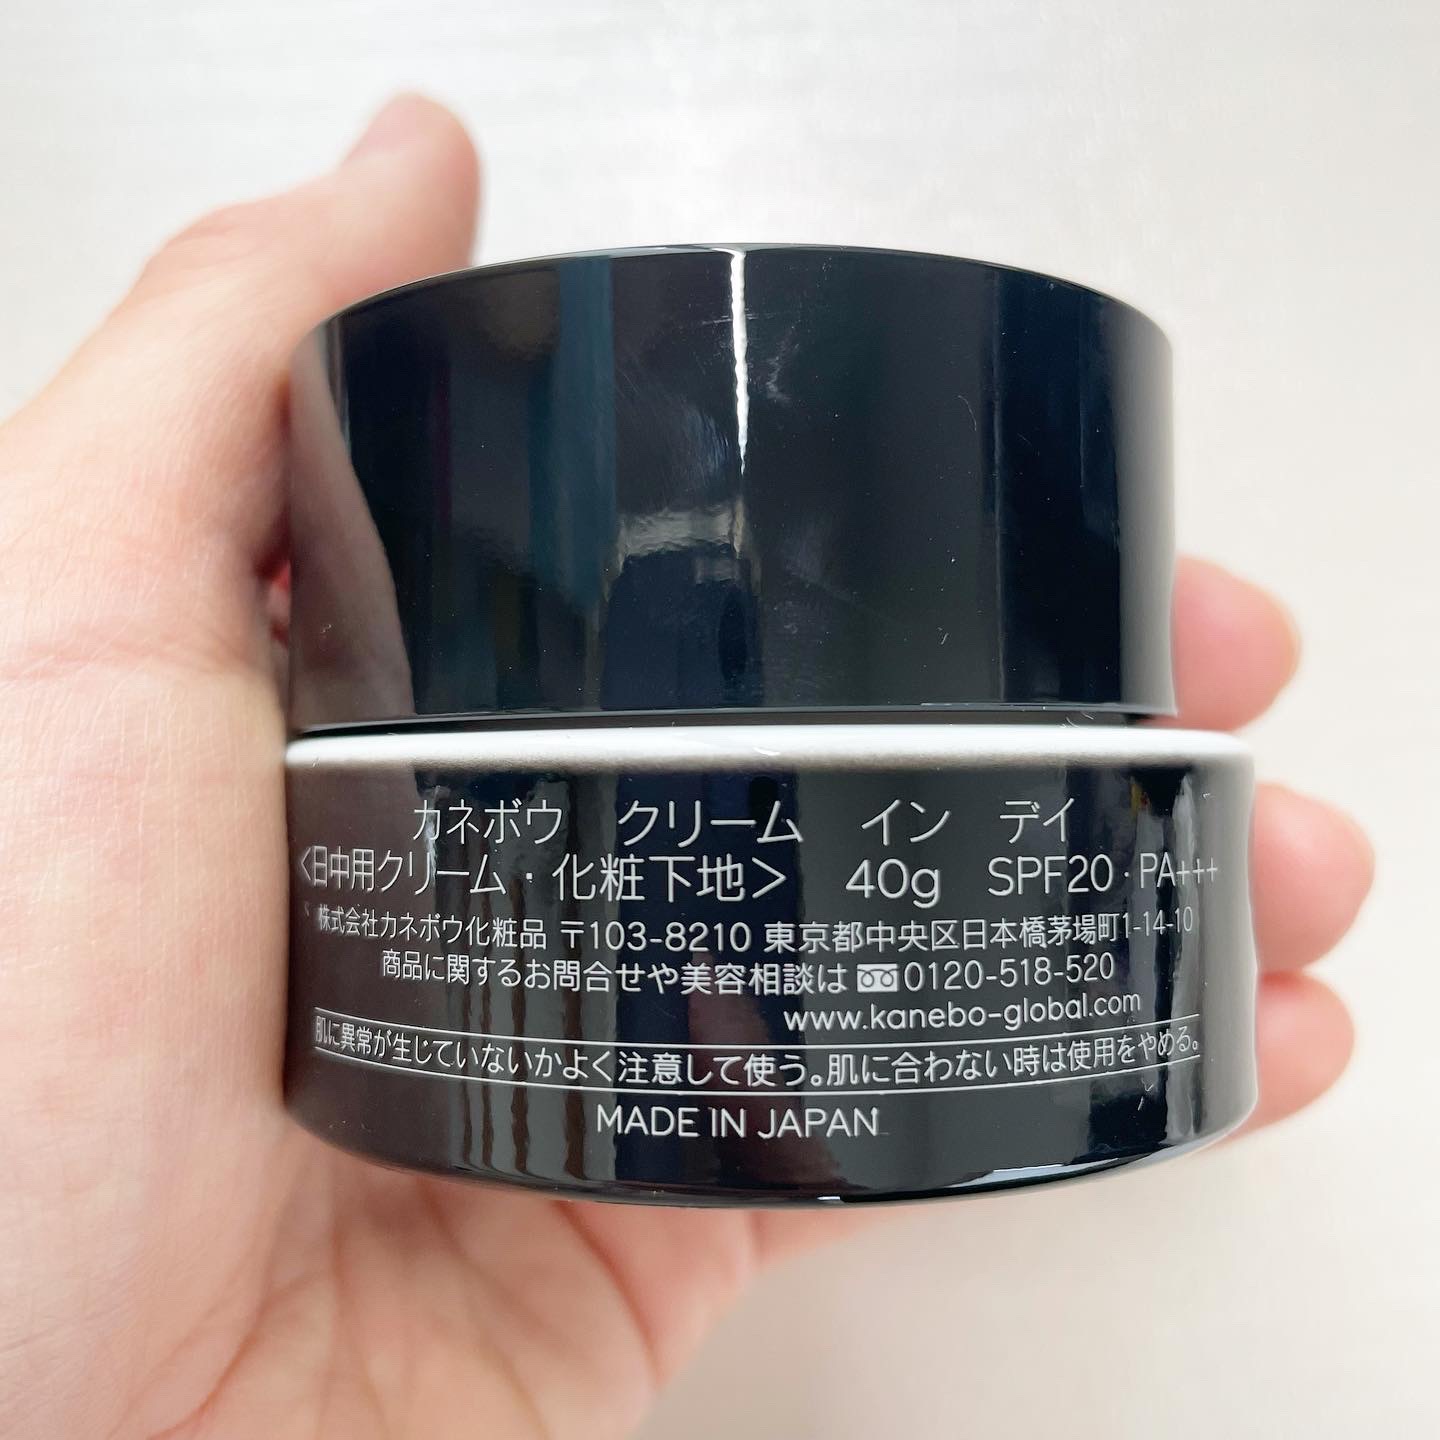 カネボウ クリーム イン デイ
<日中用クリーム・化粧下地> 40g SPF20・PA+++
株式会社カネボウ化粧品 〒103-8210 東京都中央区日本橋茅場町1-14-10
商品に関するお問合せや美容相談は 0120-518-520
www.kanebo-global.com
肌に異常が生じていないかよく注意して使う。肌に合わない時は使用をやめる。
MADE IN JAPAN